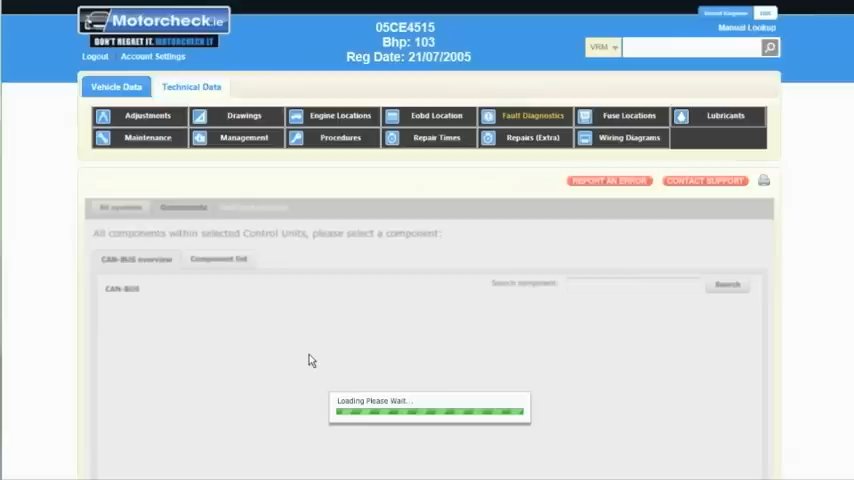 Motorcheck.ie
DON'T REGRET IT, MOTORCHECK IT
Logout Account Settings
05CE4515
Bhp: 103
Reg Date: 21/07/2005
Manual Lookup
VRM
Vehicle Data Technical Data
Adjustments Drawings Engine Locations Eobd Location Fault Diagnostics Fuse Locations Lubricants
Maintenance Management Procedures Repair Times Repairs (Extra) Wiring Diagrams
REPORT AN ERROR CONTACT SUPPORT
All systems Components
All components within selected Control Units, please select a component:
CAN-BUS overview Component list
CAN-BUS
Search component: Search
Loading Please Wait...